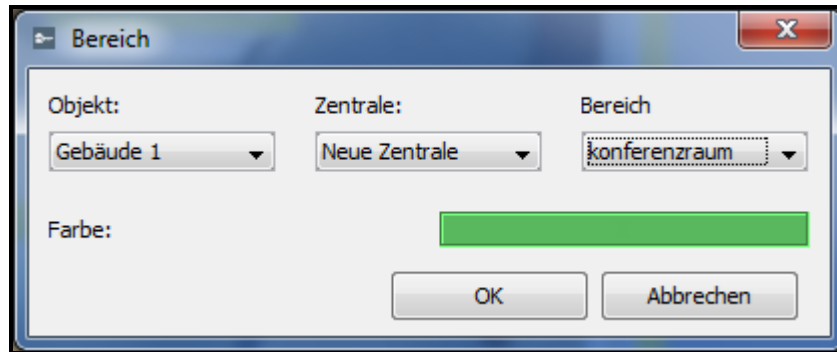 Bereich
Objekt: Zentrale: Bereich
Gebäude 1 Neue Zentrale konferenzraum
Farbe:
OK Abbrechen